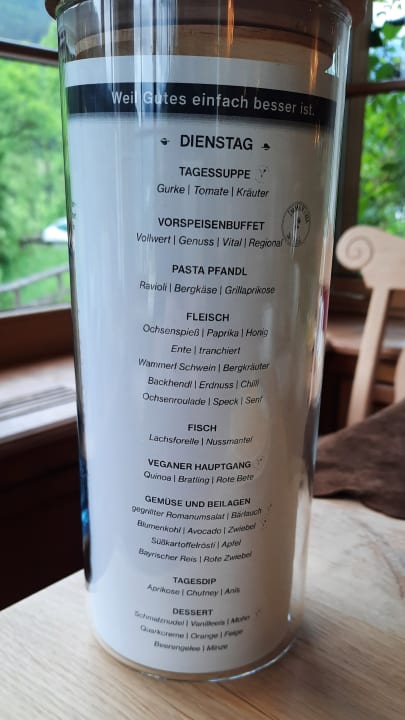 Weil Gutes einfach besser ist.
DIENSTAG
TAGESSUPPE
Gurke | Tomate | Kräuter
VORSPEISENBUFFET
Vollwert | Genuss | Vital | Regional
PASTA PFANDL
Ravioli | Bergkäse | Grillaprikose
FLEISCH
Ochsenspieß | Paprika | Honig
Ente | tranchiert
Wammerl Schwein | Bergkräuter
Backhendl | Erdnuss | Chilli
Ochsenroulade | Speck | Senf
FISCH
Lachsforelle | Nussmantel
VEGANER HAUPTGANG
Quinoa | Bratling | Rote Bete
GEMÜSE UND BEILAGEN
gegrillter Romanumsalat | Bärlauch
Blumenkohl | Avocado | Zwiebel
Süßkartoffelrösti | Apfel
Bayrischer Reis | Rote Zwiebel
TAGESDIP
Aprikose | Chutney | Anis
DESSERT
Schmalznudel | Vanilleeis | Mohn
Quarkcreme | Orange | Feige
Beerengelee | Minze